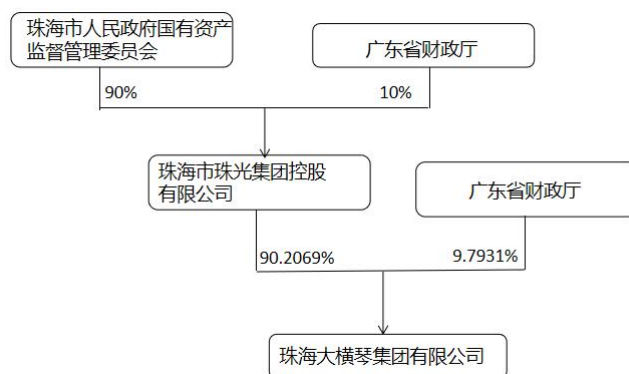 珠海市人民政府国有资产
监督管理委员会
广东省财政厅
90%
10%
珠海市珠光集团控股
有限公司
广东省财政厅
90.2069%
9.7931%
珠海大横琴集团有限公司